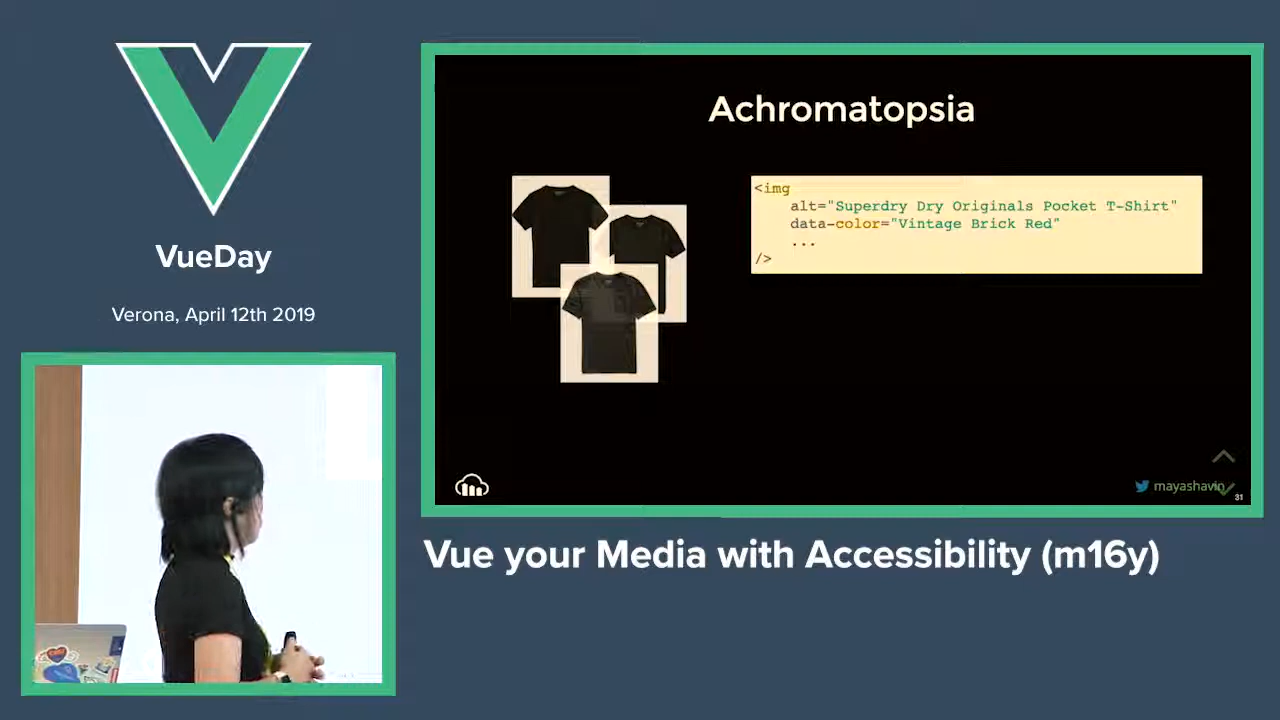 VueDay
Verona, April 12th 2019
Achromatopsia
<img
alt="Superdry Dry Originals Pocket T-Shirt"
data-color="Vintage Brick Red"
...
/>
mayashavin
31
Vue your Media with Accessibility (m16y)